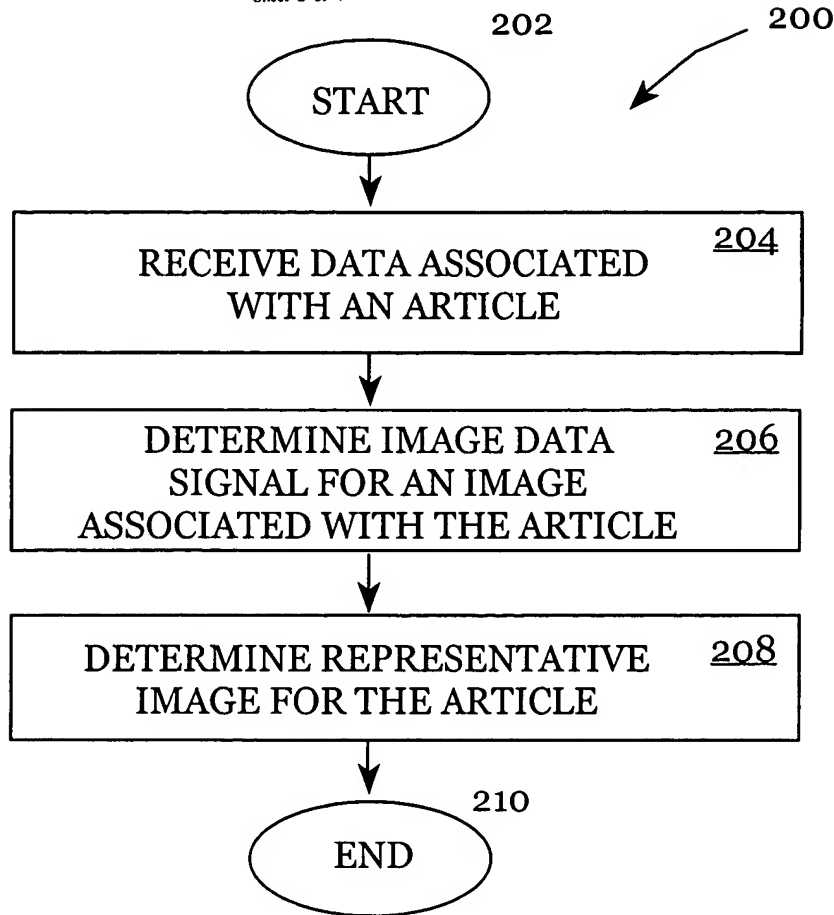 202
200
START
204
RECEIVE DATA ASSOCIATED
WITH AN ARTICLE
206
DETERMINE IMAGE DATA
SIGNAL FOR AN IMAGE
ASSOCIATED WITH THE ARTICLE
208
DETERMINE REPRESENTATIVE
IMAGE FOR THE ARTICLE
210
END